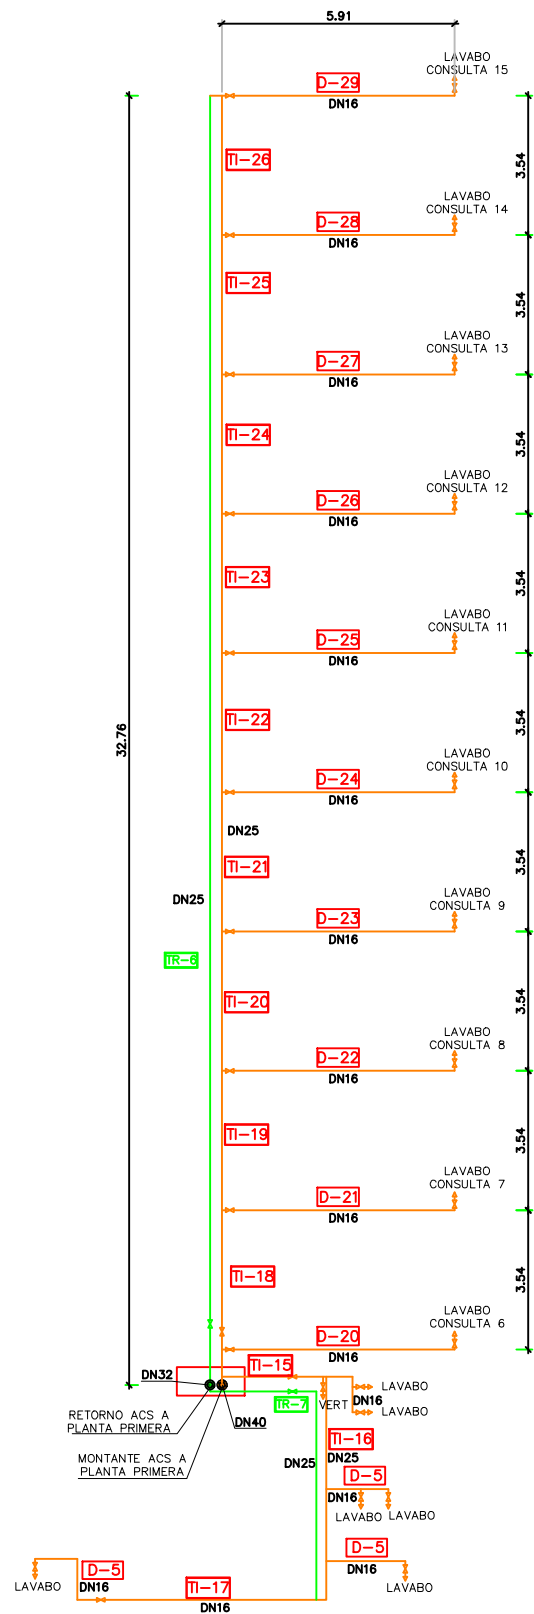 5.91
LAVABO
CONSULTA 15
D-29
DN16
TI-26
3.54
LAVABO
CONSULTA 14
D-28
DN16
TI-25
3.54
LAVABO
CONSULTA 13
D-27
DN16
TI-24
3.54
LAVABO
CONSULTA 12
D-26
DN16
TI-23
3.54
LAVABO
CONSULTA 11
D-25
DN16
TI-22
3.54
32.76
LAVABO
CONSULTA 10
D-24
DN16
DN25
TI-21
3.54
DN25
LAVABO
CONSULTA 9
D-23
DN16
TR-6
TI-20
3.54
LAVABO
CONSULTA 8
D-22
DN16
TI-19
3.54
LAVABO
CONSULTA 7
D-21
DN16
TI-18
3.54
LAVABO
CONSULTA 6
D-20
DN16
DN32
TI-15
LAVABO
TR-7
VERT
DN16
LAVABO
RETORNO ACS A
PLANTA PRIMERA
DN40
TI-16
DN25
DN25
MONTANTE ACS A
PLANTA PRIMERA
D-5
DN16
LAVABO
LAVABO
D-5
DN16
LAVABO
D-5
DN16
LAVABO
TI-17
DN16